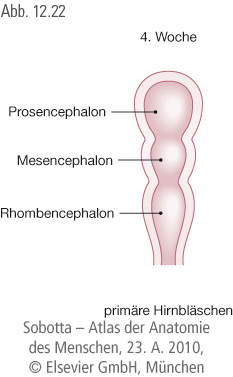 Abb. 12.22
4. Woche
Prosencephalon
Mesencephalon
Rhombencephalon
primäre Hirnbläschen
Sobotta – Atlas der Anatomie
des Menschen, 23. A. 2010,
© Elsevier GmbH, München